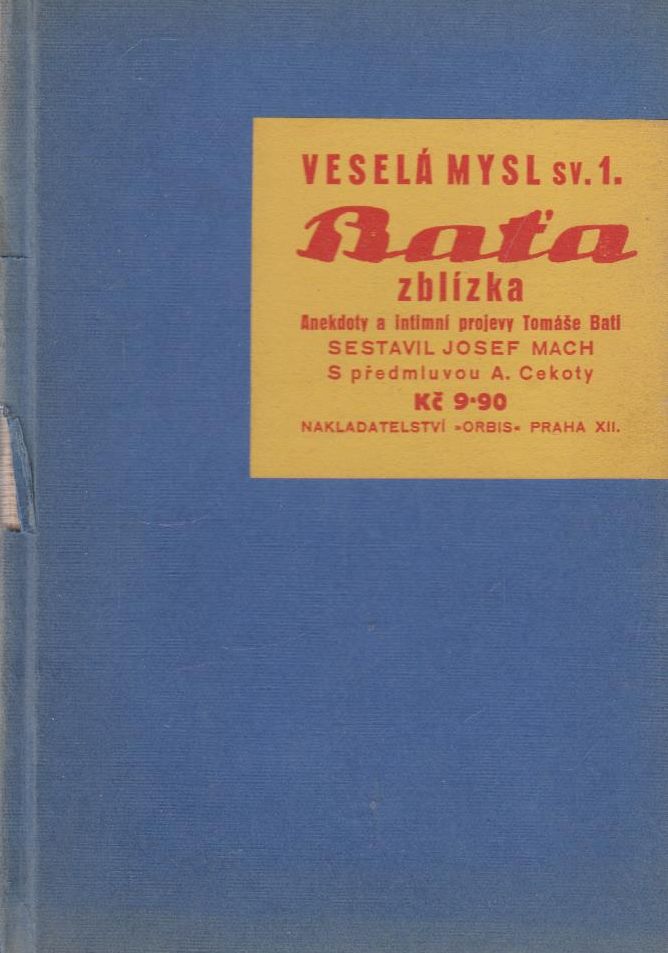 VESELÁ MYSL SV. 1.
Baťa
zblízka
Anekdoty a intimní projevy Tomáše Bati
SESTAVIL JOSEF MACH
S předmluvou A. Cekoty
Kč 9·90
NAKLADATELSTVÍ »ORBIS« PRAHA XII.